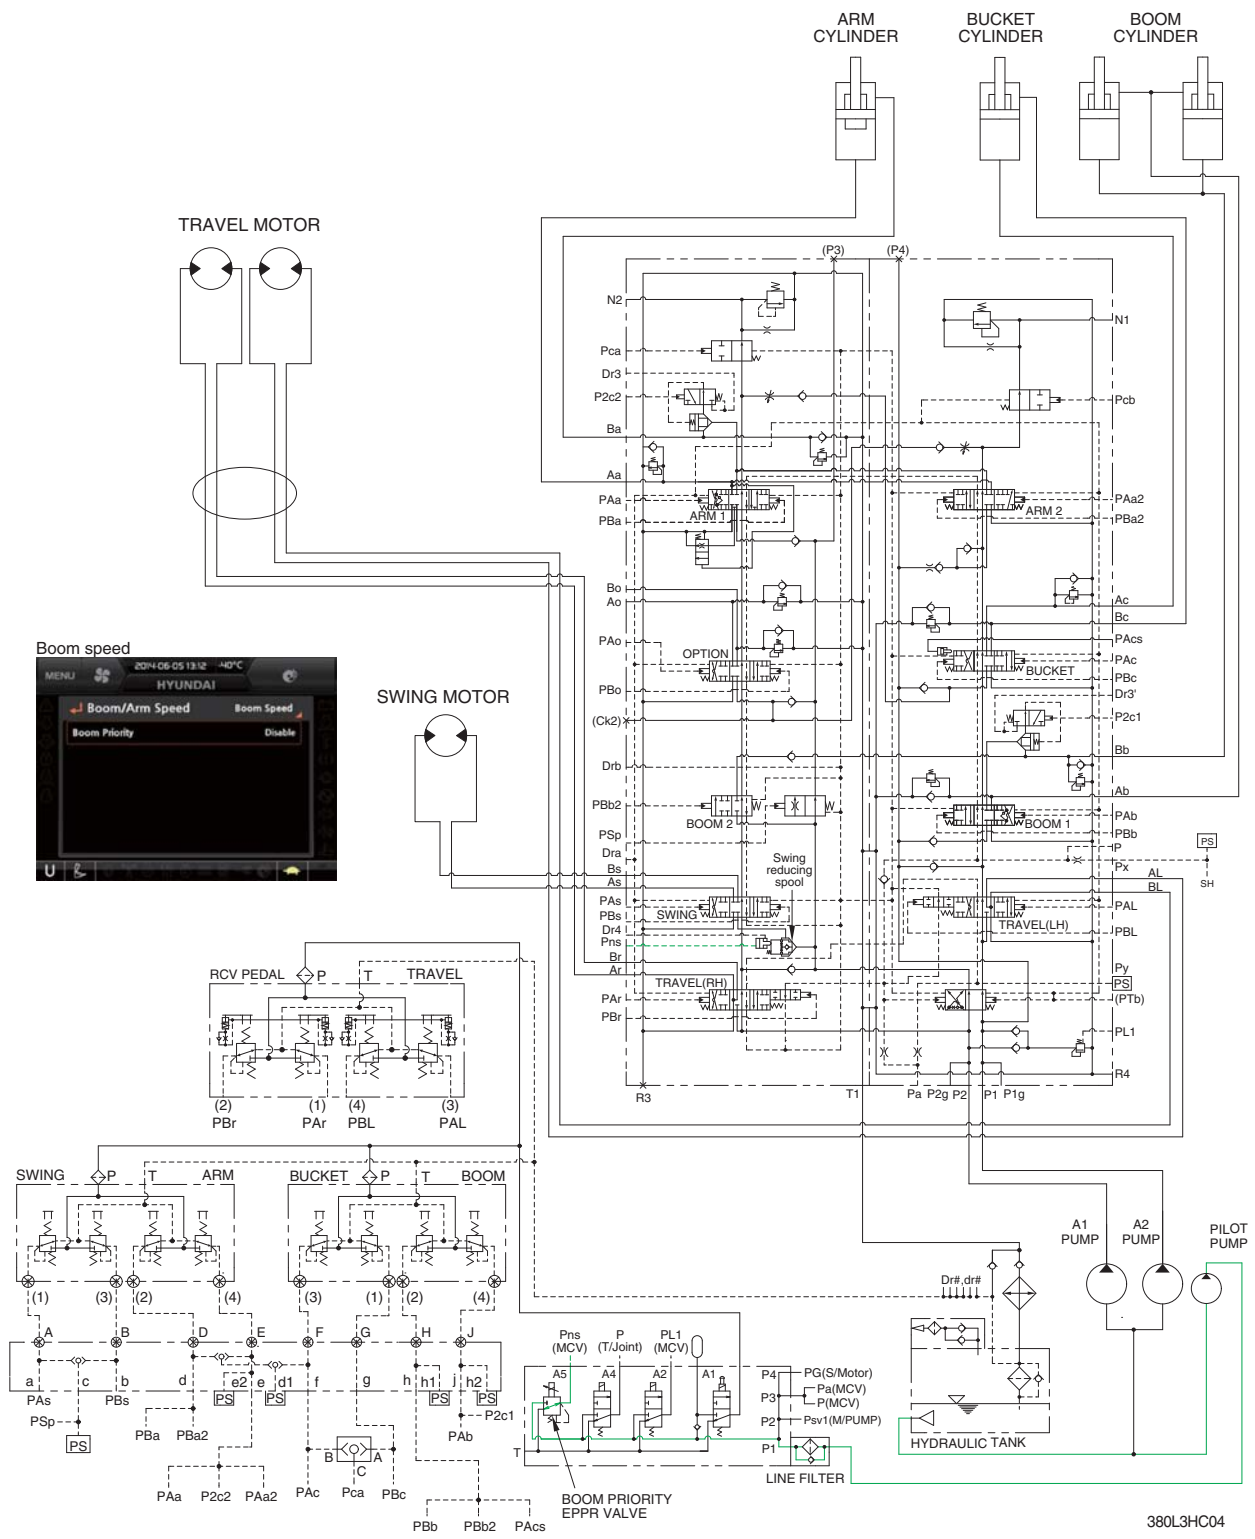 ARM
CYLINDER
BUCKET
CYLINDER
BOOM
CYLINDER
TRAVEL MOTOR
(P3)
(P4)
N2
N1
Pca
Dr3
P2c2
Pcb
Ba
Aa
PAa
PBa
ARM 1
ARM 2
PAa2
PBa2
Bo
Ao
Ac
Bc
PAo
OPTION
PBo
PAcs
PAc
BUCKET
PBc
Dr3'
P2c1
(Ck2)
Bb
Drb
Ab
PBb2
BOOM 2
BOOM 1
PAb
PBb
PSp
Dra
P
PS
Px
SH
Bs
As
Swing
reducing
spool
AL
BL
PAs
PBs
SWING
Dr4
Pns
PAL
TRAVEL(LH)
PBL
Br
Ar
Py
TRAVEL(RH)
PS
(PTb)
PAr
PBr
PL1
R4
R3
T1
Pa
P2g
P2
P1
P1g
Boom speed
MENU
2014-06-05 13:12
-40°C
HYUNDAI
Boom/Arm Speed
Boom Speed
Boom Priority
Disable
U
SWING MOTOR
RCV PEDAL
P
T
TRAVEL
(2)
(1)
(4)
(3)
PBr
PAr
PBL
PAL
SWING
P
T
ARM
BUCKET
P
T
BOOM
(1)
(3)
(2)
(4)
(3)
(1)
(2)
(4)
A
B
D
E
F
G
H
J
a
c
b
d
e2
e
d1
f
g
h
h1
j
h2
PAs
PBs
PS
PS
PS
PS
PSp
PS
PBa
PBa2
P2c1
PAb
B
A
C
PAa
P2c2
PAa2
PAc
Pca
PBc
PBb
PBb2
PAcs
Pns
(MCV)
P
(T/Joint)
PL1
(MCV)
A5
A4
A2
A1
P4
PG(S/Motor)
P3
Pa(MCV)
P(MCV)
P2
Psv1(M/PUMP)
P1
T
LINE FILTER
BOOM PRIORITY
EPPR VALVE
Dr#,dr#
A1
PUMP
A2
PUMP
PILOT
PUMP
HYDRAULIC TANK
380L3HC04